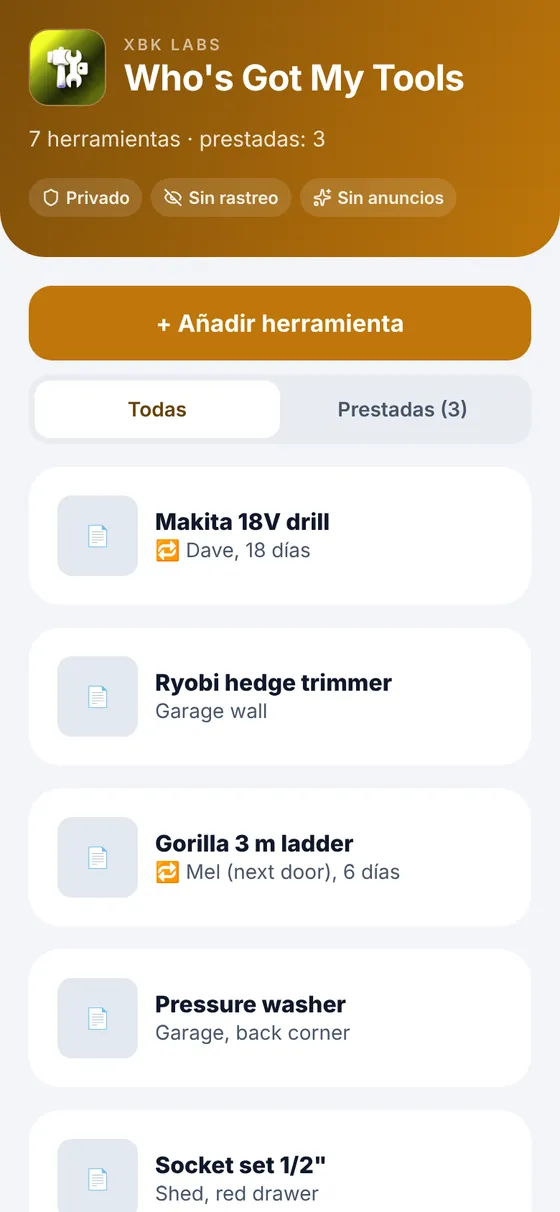 XBK LABS
Who's Got My Tools
7 herramientas · prestadas: 3
Privado
Sin rastreo
Sin anuncios
+ Añadir herramienta
Todas
Prestadas (3)
Makita 18V drill
🔁 Dave, 18 días
Ryobi hedge trimmer
Garage wall
Gorilla 3 m ladder
🔁 Mel (next door), 6 días
Pressure washer
Garage, back corner
Socket set 1/2"
Shed, red drawer